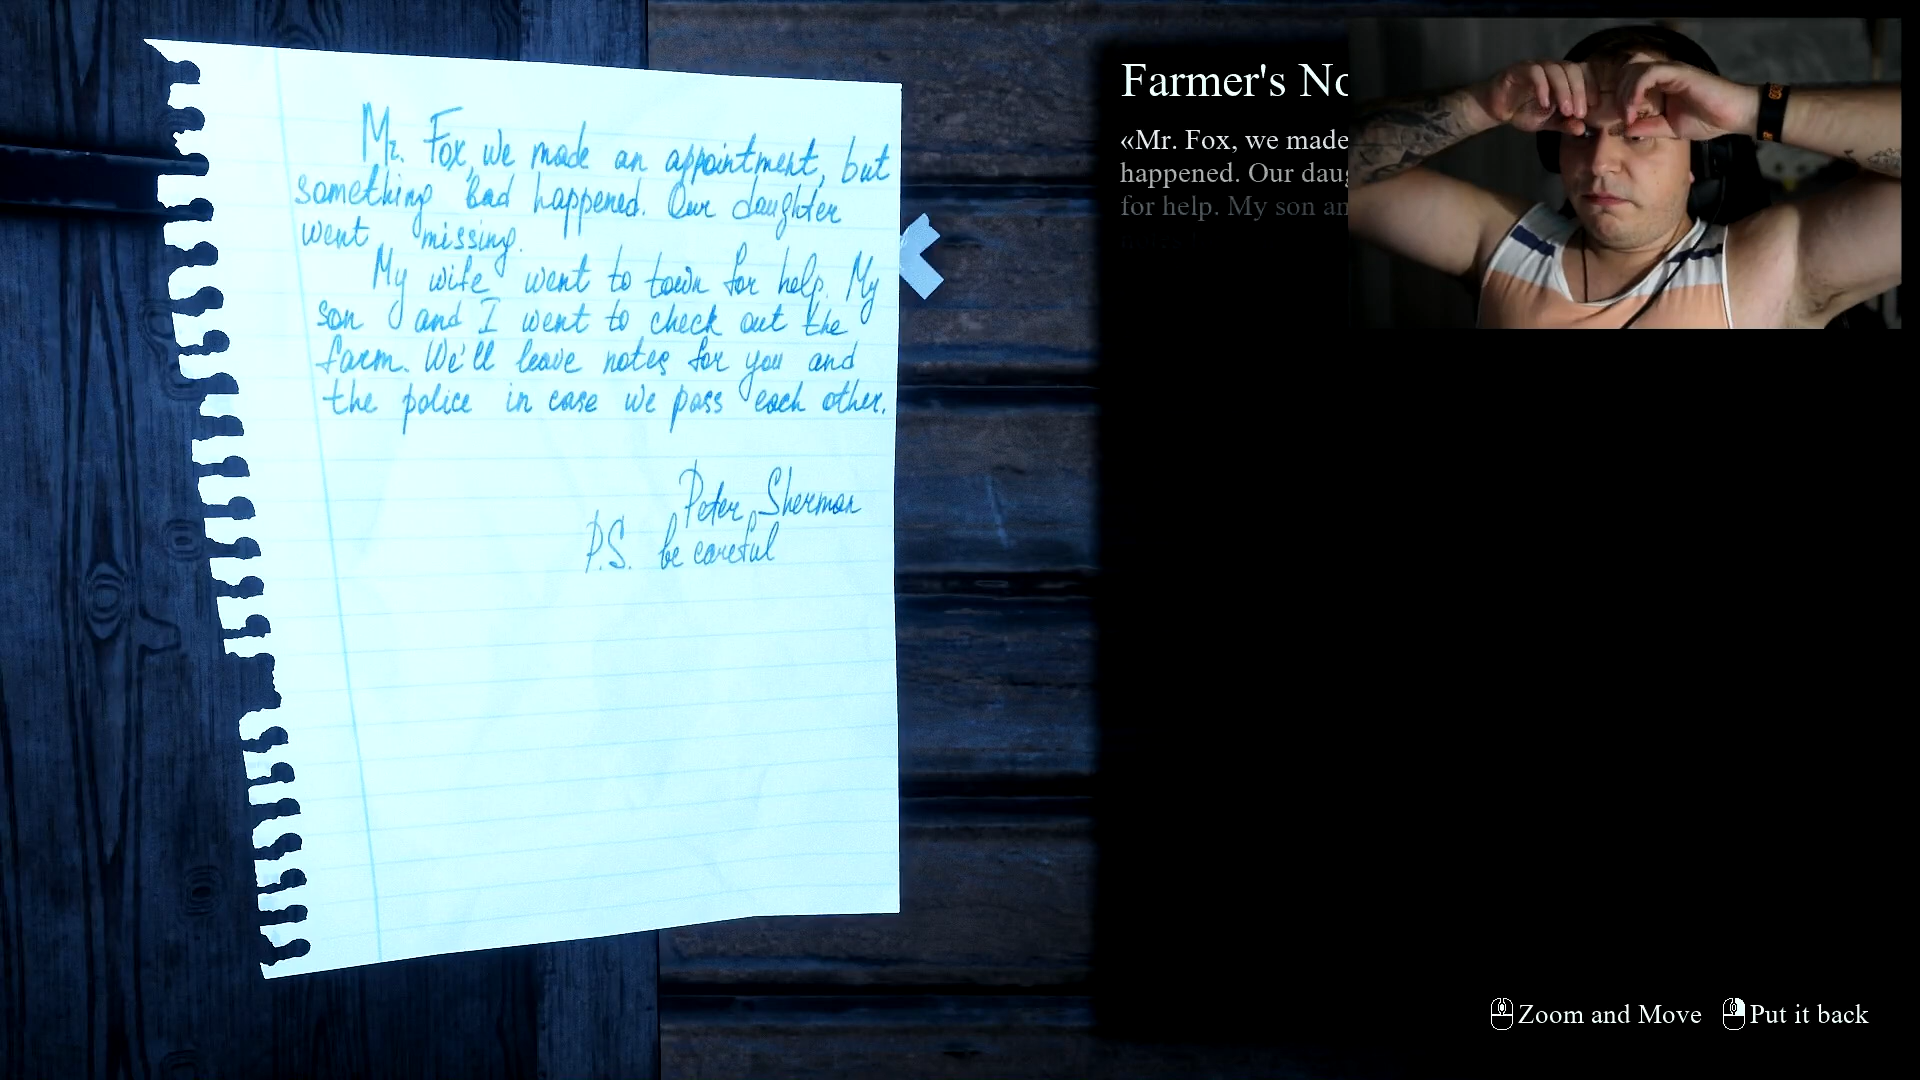 Mr. Fox, we made an appointment, but
something bad happened. Our daughter
went missing.
My wife went to town for help. My
son and I went to check out the
farm. We'll leave notes for you and
the police in case we pass each other.
Peter Sherman
P.S. be careful
Farmer's No
«Mr. Fox, we made
happened. Our daug
for help. My son an
Zoom and Move
Put it back